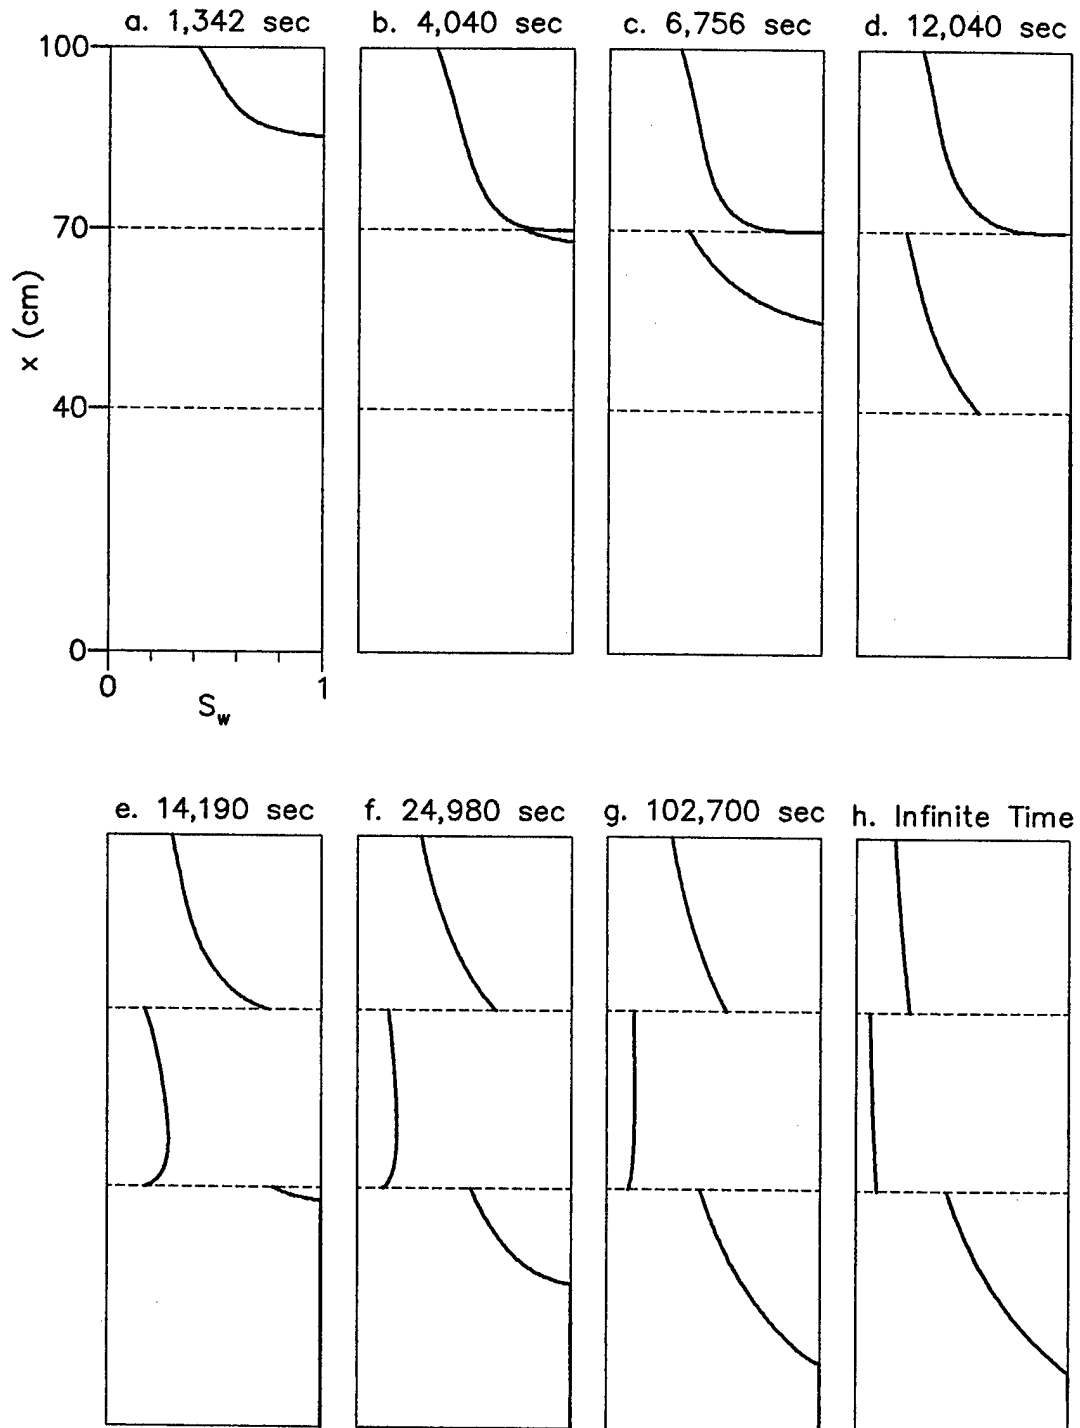 a. 1,342 sec
b. 4,040 sec
c. 6,756 sec
d. 12,040 sec
100
70
x (cm)
40
0
0
1
S_w
e. 14,190 sec
f. 24,980 sec
g. 102,700 sec
h. Infinite Time